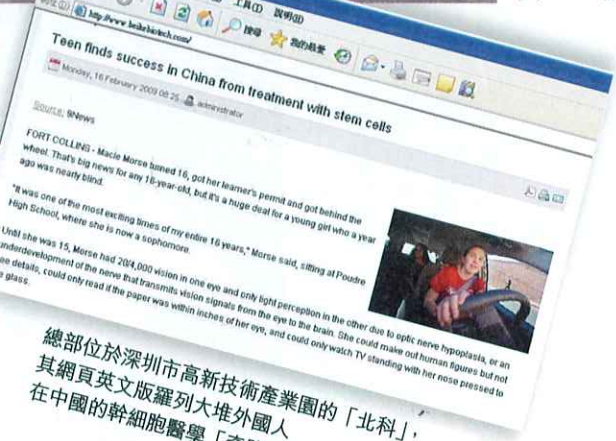 工具(T) 說明(H)
搜尋 我的最愛
http://www.beikebiotech.com/
Teen finds success in China from treatment with stem cells
Monday, 16 February 2009 08:25 administrator
Source: 9News
FORT COLLINS - Macie Morse turned 16, got her learner's permit and got behind the
wheel. That's big news for any 16-year-old, but it's a huge deal for a young girl who a year
ago was nearly blind.
"It was one of the most exciting times of my entire 16 years," Morse said, sitting at Poudre
High School, where she is now a sophomore.
Until she was 15, Morse had 20/4,000 vision in one eye and only light perception in the other due to optic nerve hypoplasia, or an
underdevelopment of the nerve that transmits vision signals from the eye to the brain. She could make out human figures but not
see details, could only read if the paper was within inches of her eye, and could only watch TV standing with her nose pressed to
glass.
總部位於深圳市高新技術產業園的「北科」,
其網頁英文版羅列大堆外國人
在中國的幹細胞醫學「